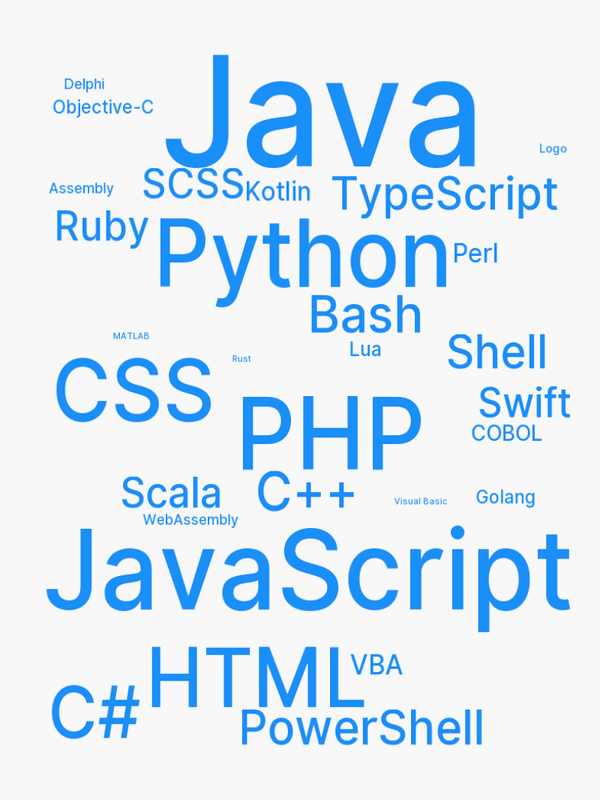 Java
Delphi
Objective-C
Logo
SCSS
Kotlin
TypeScript
Assembly
Ruby
Python
Perl
Bash
MATLAB
Lua
Rust
Shell
CSS
PHP
Swift
COBOL
Scala
C++
Visual Basic
Golang
WebAssembly
JavaScript
HTML
VBA
C#
PowerShell